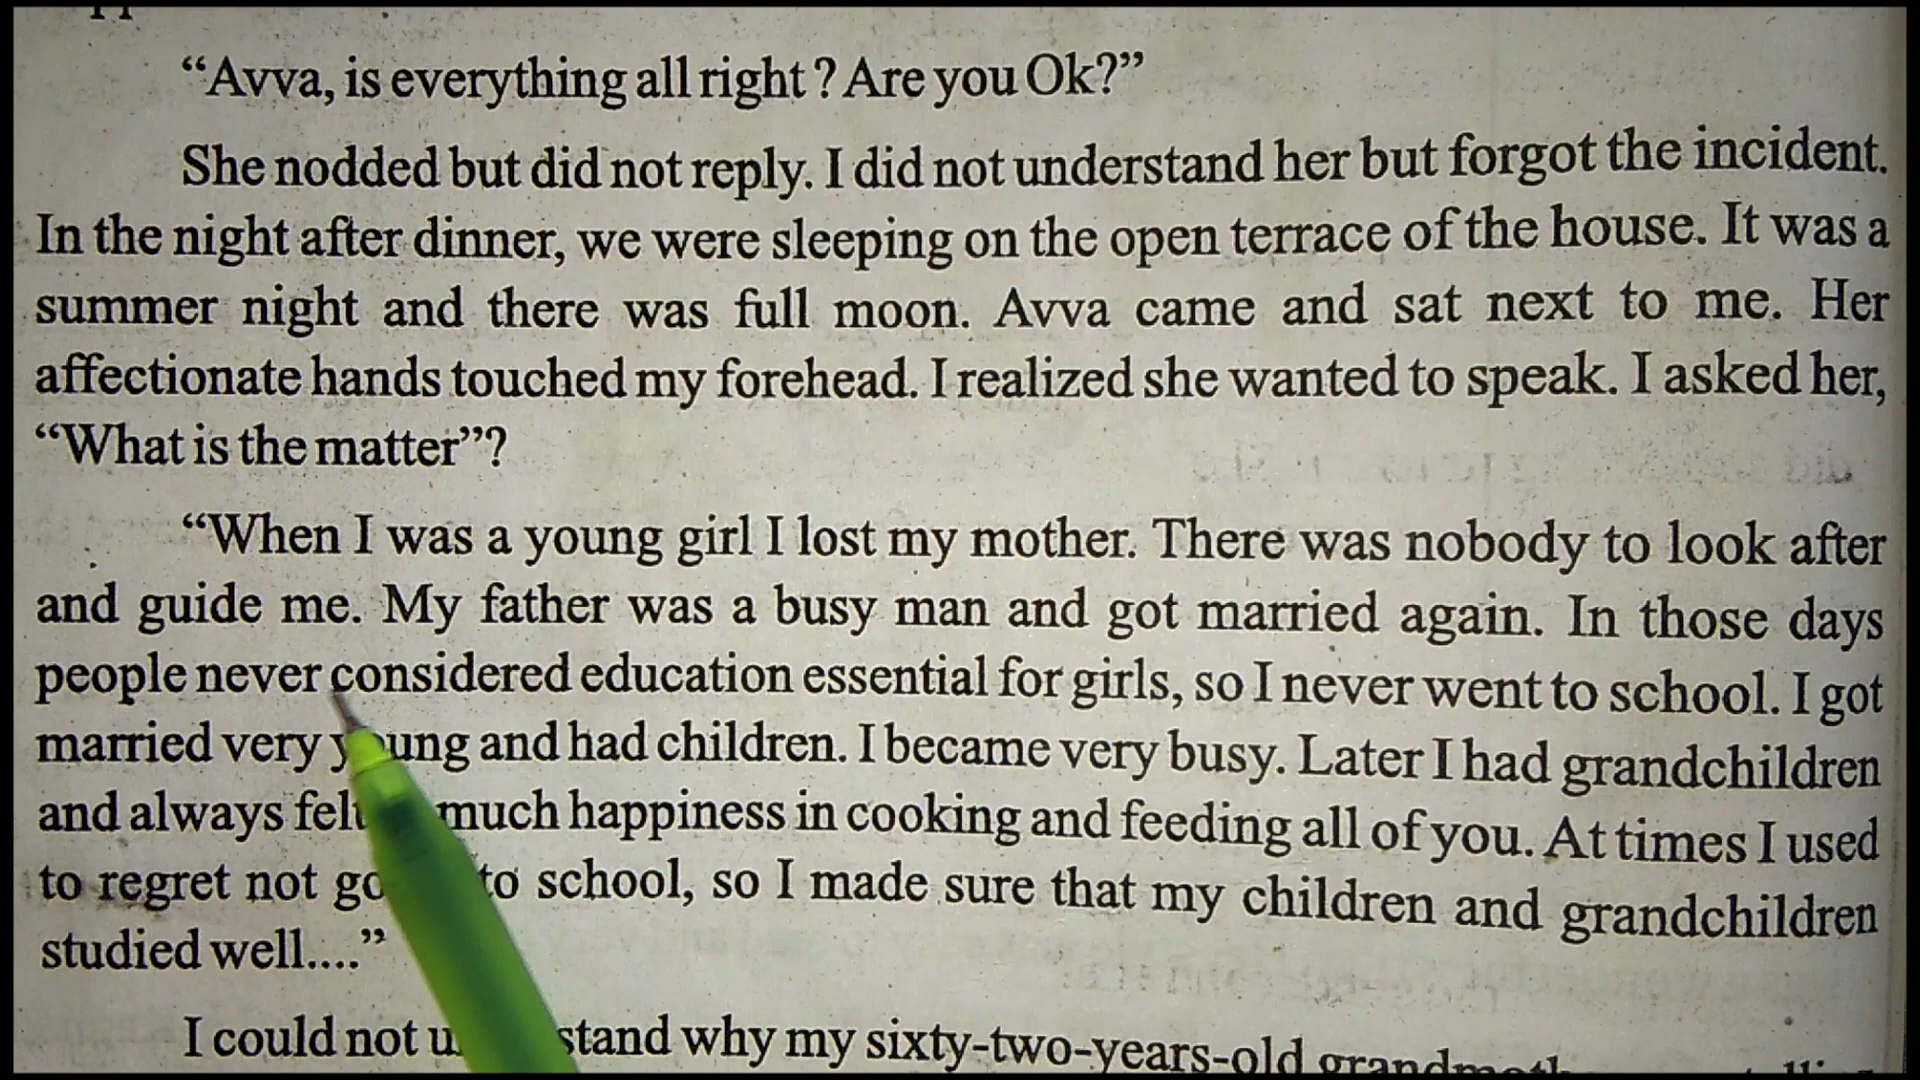 “Avva, is everything all right ? Are you Ok?”
She nodded but did not reply. I did not understand her but forgot the incident.
In the night after dinner, we were sleeping on the open terrace of the house. It was a
summer night and there was full moon. Avva came and sat next to me. Her
affectionate hands touched my forehead. I realized she wanted to speak. I asked her,
“What is the matter”?
“When I was a young girl I lost my mother. There was nobody to look after
and guide me. My father was a busy man and got married again. In those days
people never considered education essential for girls, so I never went to school. I got
married very young and had children. I became very busy. Later I had grandchildren
and always felt much happiness in cooking and feeding all of you. At times I used
to regret not to school, so I made sure that my children and grandchildren
studied well....”
I could not why my sixty-two-years-old